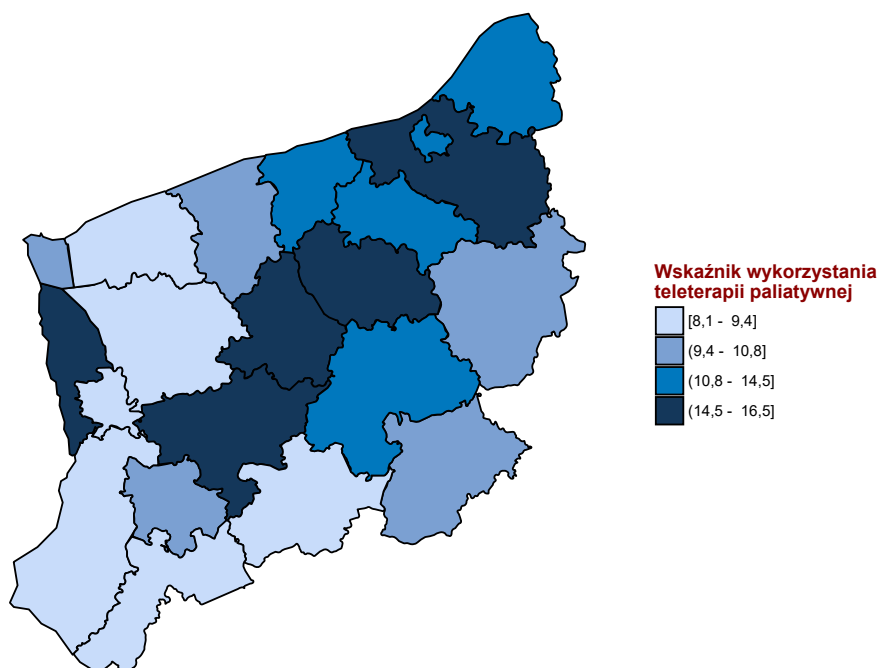 Wskaźnik wykorzystania
teleterapii paliatywnej
[8,1 - 9,4]
(9,4 - 10,8]
(10,8 - 14,5]
(14,5 - 16,5]